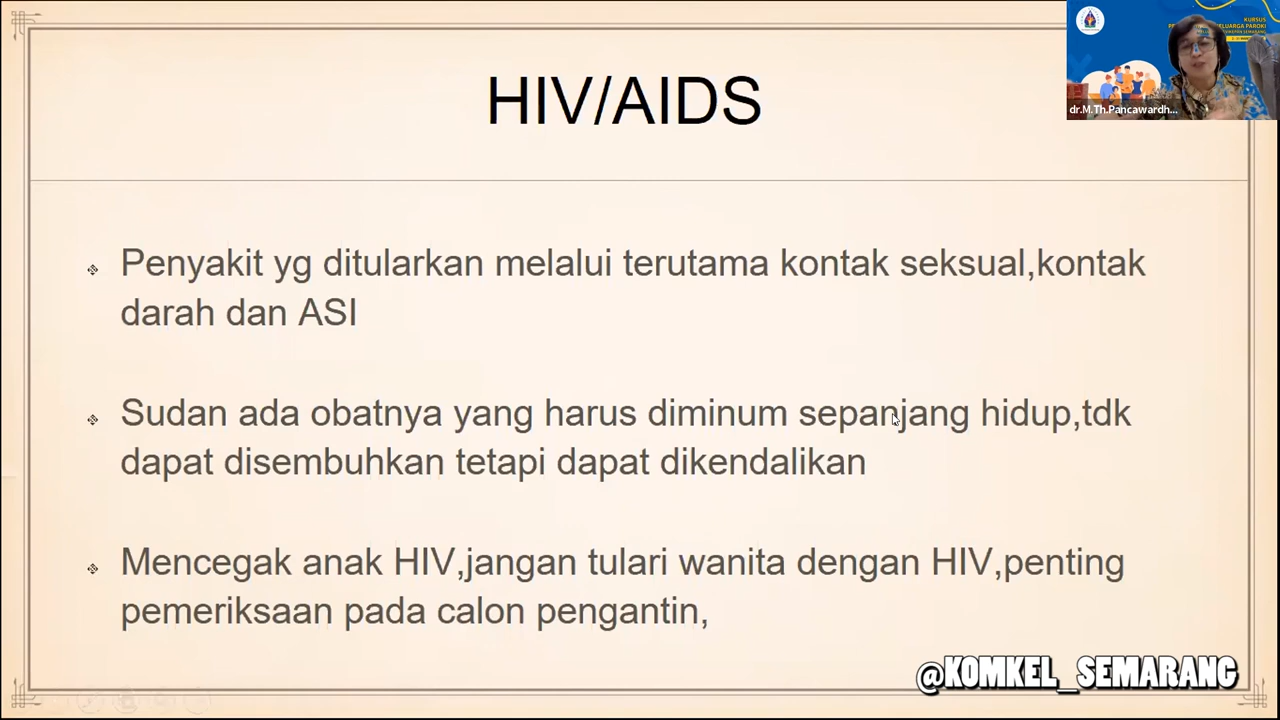 HIV/AIDS
KURSUS
dr.M.Th.Pancawardh...
Penyakit yg ditularkan melalui terutama kontak seksual,kontak
darah dan ASI
Sudan ada obatnya yang harus diminum sepanjang hidup,tdk
dapat disembuhkan tetapi dapat dikendalikan
Mencegak anak HIV,jangan tulari wanita dengan HIV,penting
pemeriksaan pada calon pengantin,
@KOMKEL_SEMARANG